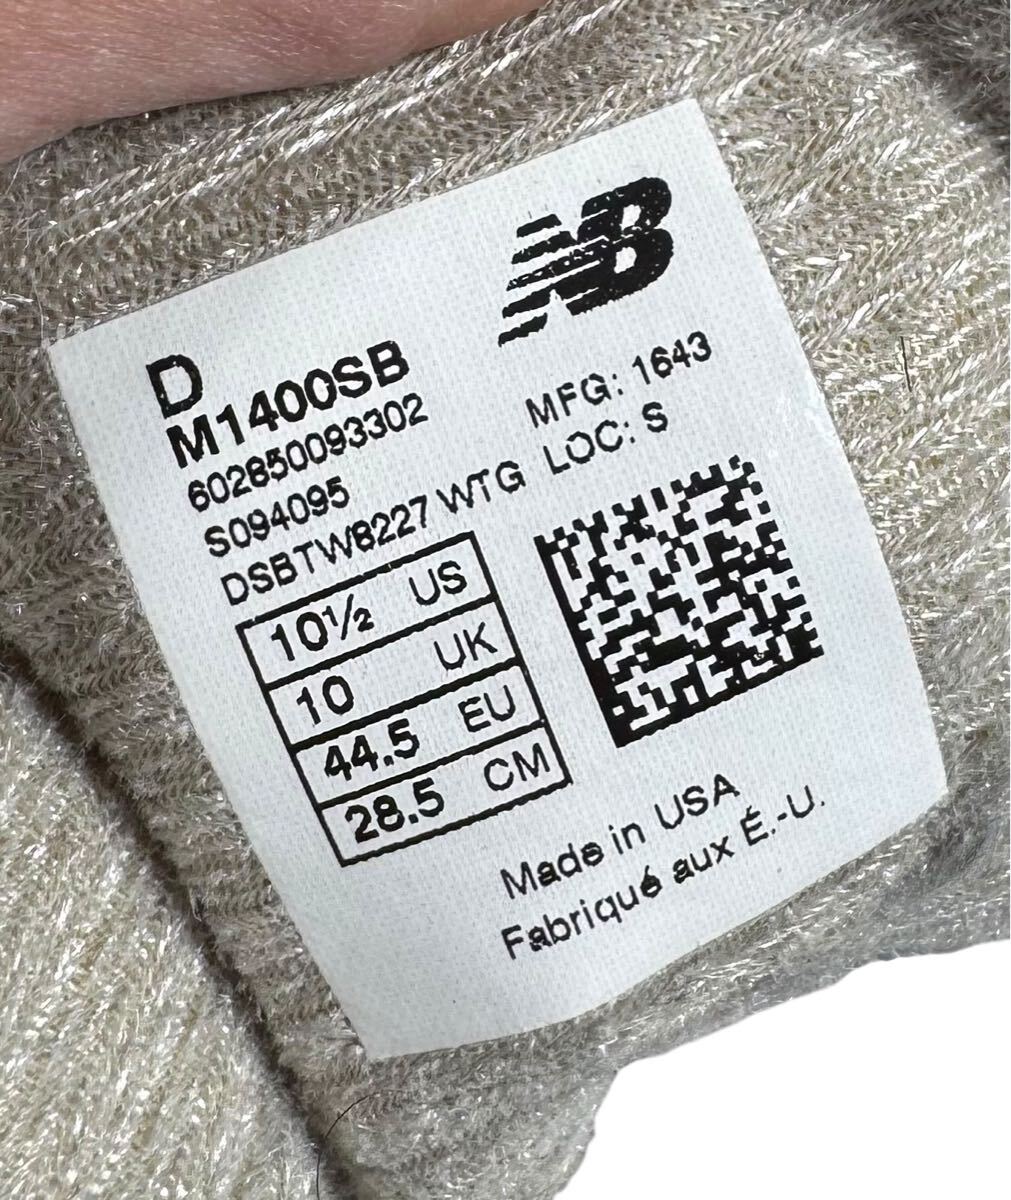 NB
D
M1400SB
602850093302
MFG: 1643
S094095
LOC: S
DSBTW8227 WTG
10½ US
10 UK
44.5 EU
28.5 CM
Made in USA
Fabriqué aux É.-U.